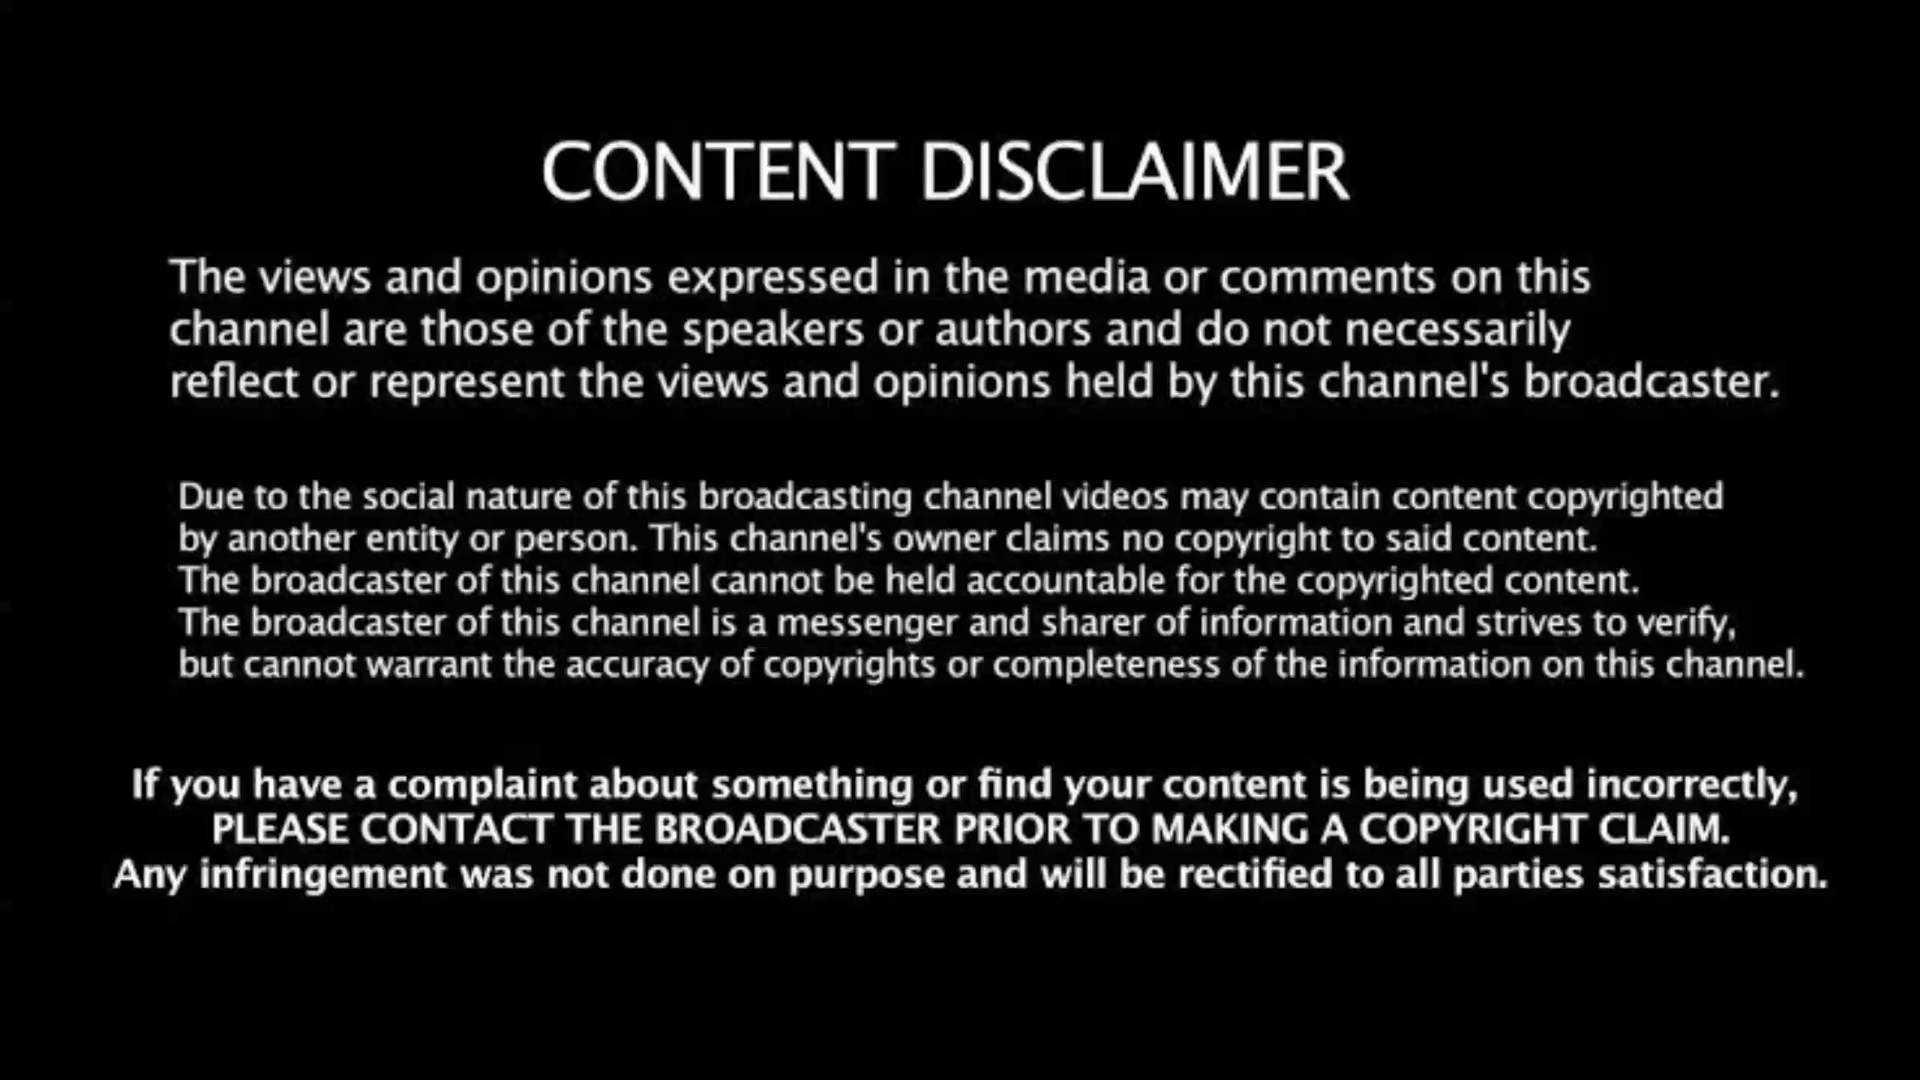 CONTENT DISCLAIMER
The views and opinions expressed in the media or comments on this
channel are those of the speakers or authors and do not necessarily
reflect or represent the views and opinions held by this channel's broadcaster.
Due to the social nature of this broadcasting channel videos may contain content copyrighted
by another entity or person. This channel's owner claims no copyright to said content.
The broadcaster of this channel cannot be held accountable for the copyrighted content.
The broadcaster of this channel is a messenger and sharer of information and strives to verify,
but cannot warrant the accuracy of copyrights or completeness of the information on this channel.
If you have a complaint about something or find your content is being used incorrectly,
PLEASE CONTACT THE BROADCASTER PRIOR TO MAKING A COPYRIGHT CLAIM.
Any infringement was not done on purpose and will be rectified to all parties satisfaction.